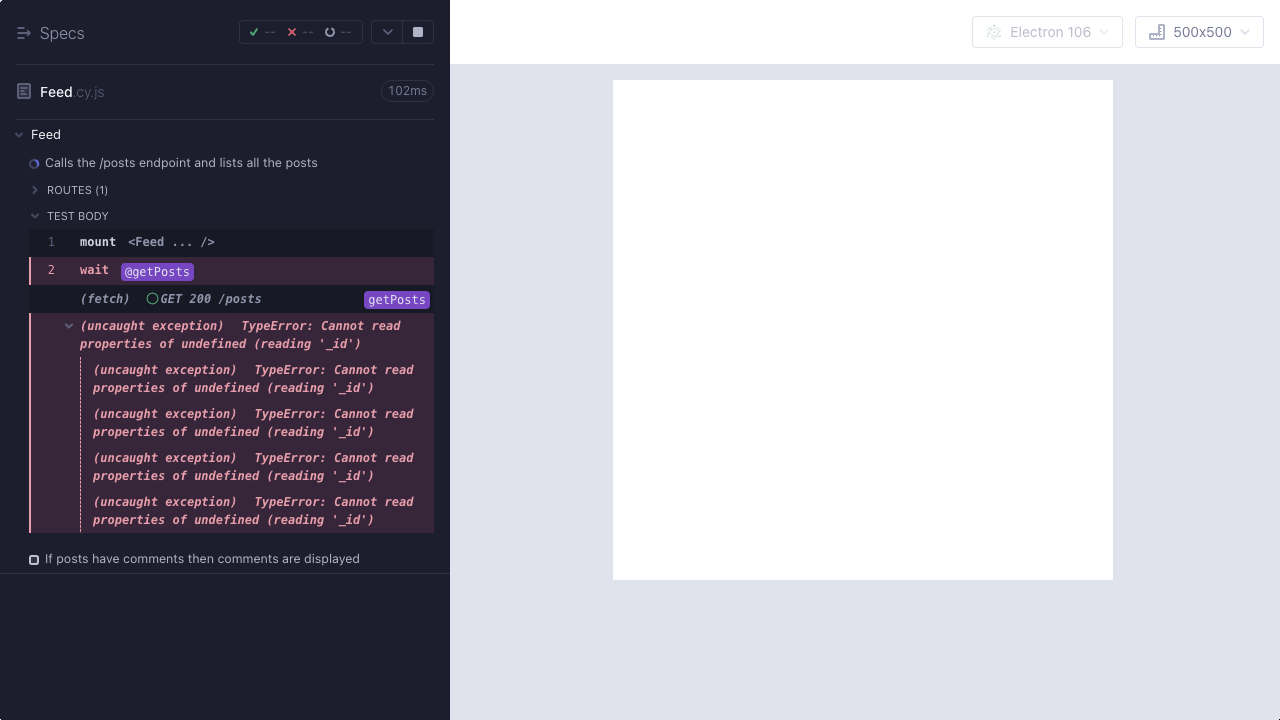 Specs
-- -- --
Electron 106
500x500
Feed.cy.js
102ms
Feed
Calls the /posts endpoint and lists all the posts
ROUTES (1)
TEST BODY
1 mount <Feed ... />
2 wait @getPosts
(fetch) GET 200 /posts getPosts
(uncaught exception) TypeError: Cannot read
properties of undefined (reading '_id')
(uncaught exception) TypeError: Cannot read
properties of undefined (reading '_id')
(uncaught exception) TypeError: Cannot read
properties of undefined (reading '_id')
(uncaught exception) TypeError: Cannot read
properties of undefined (reading '_id')
(uncaught exception) TypeError: Cannot read
properties of undefined (reading '_id')
If posts have comments then comments are displayed